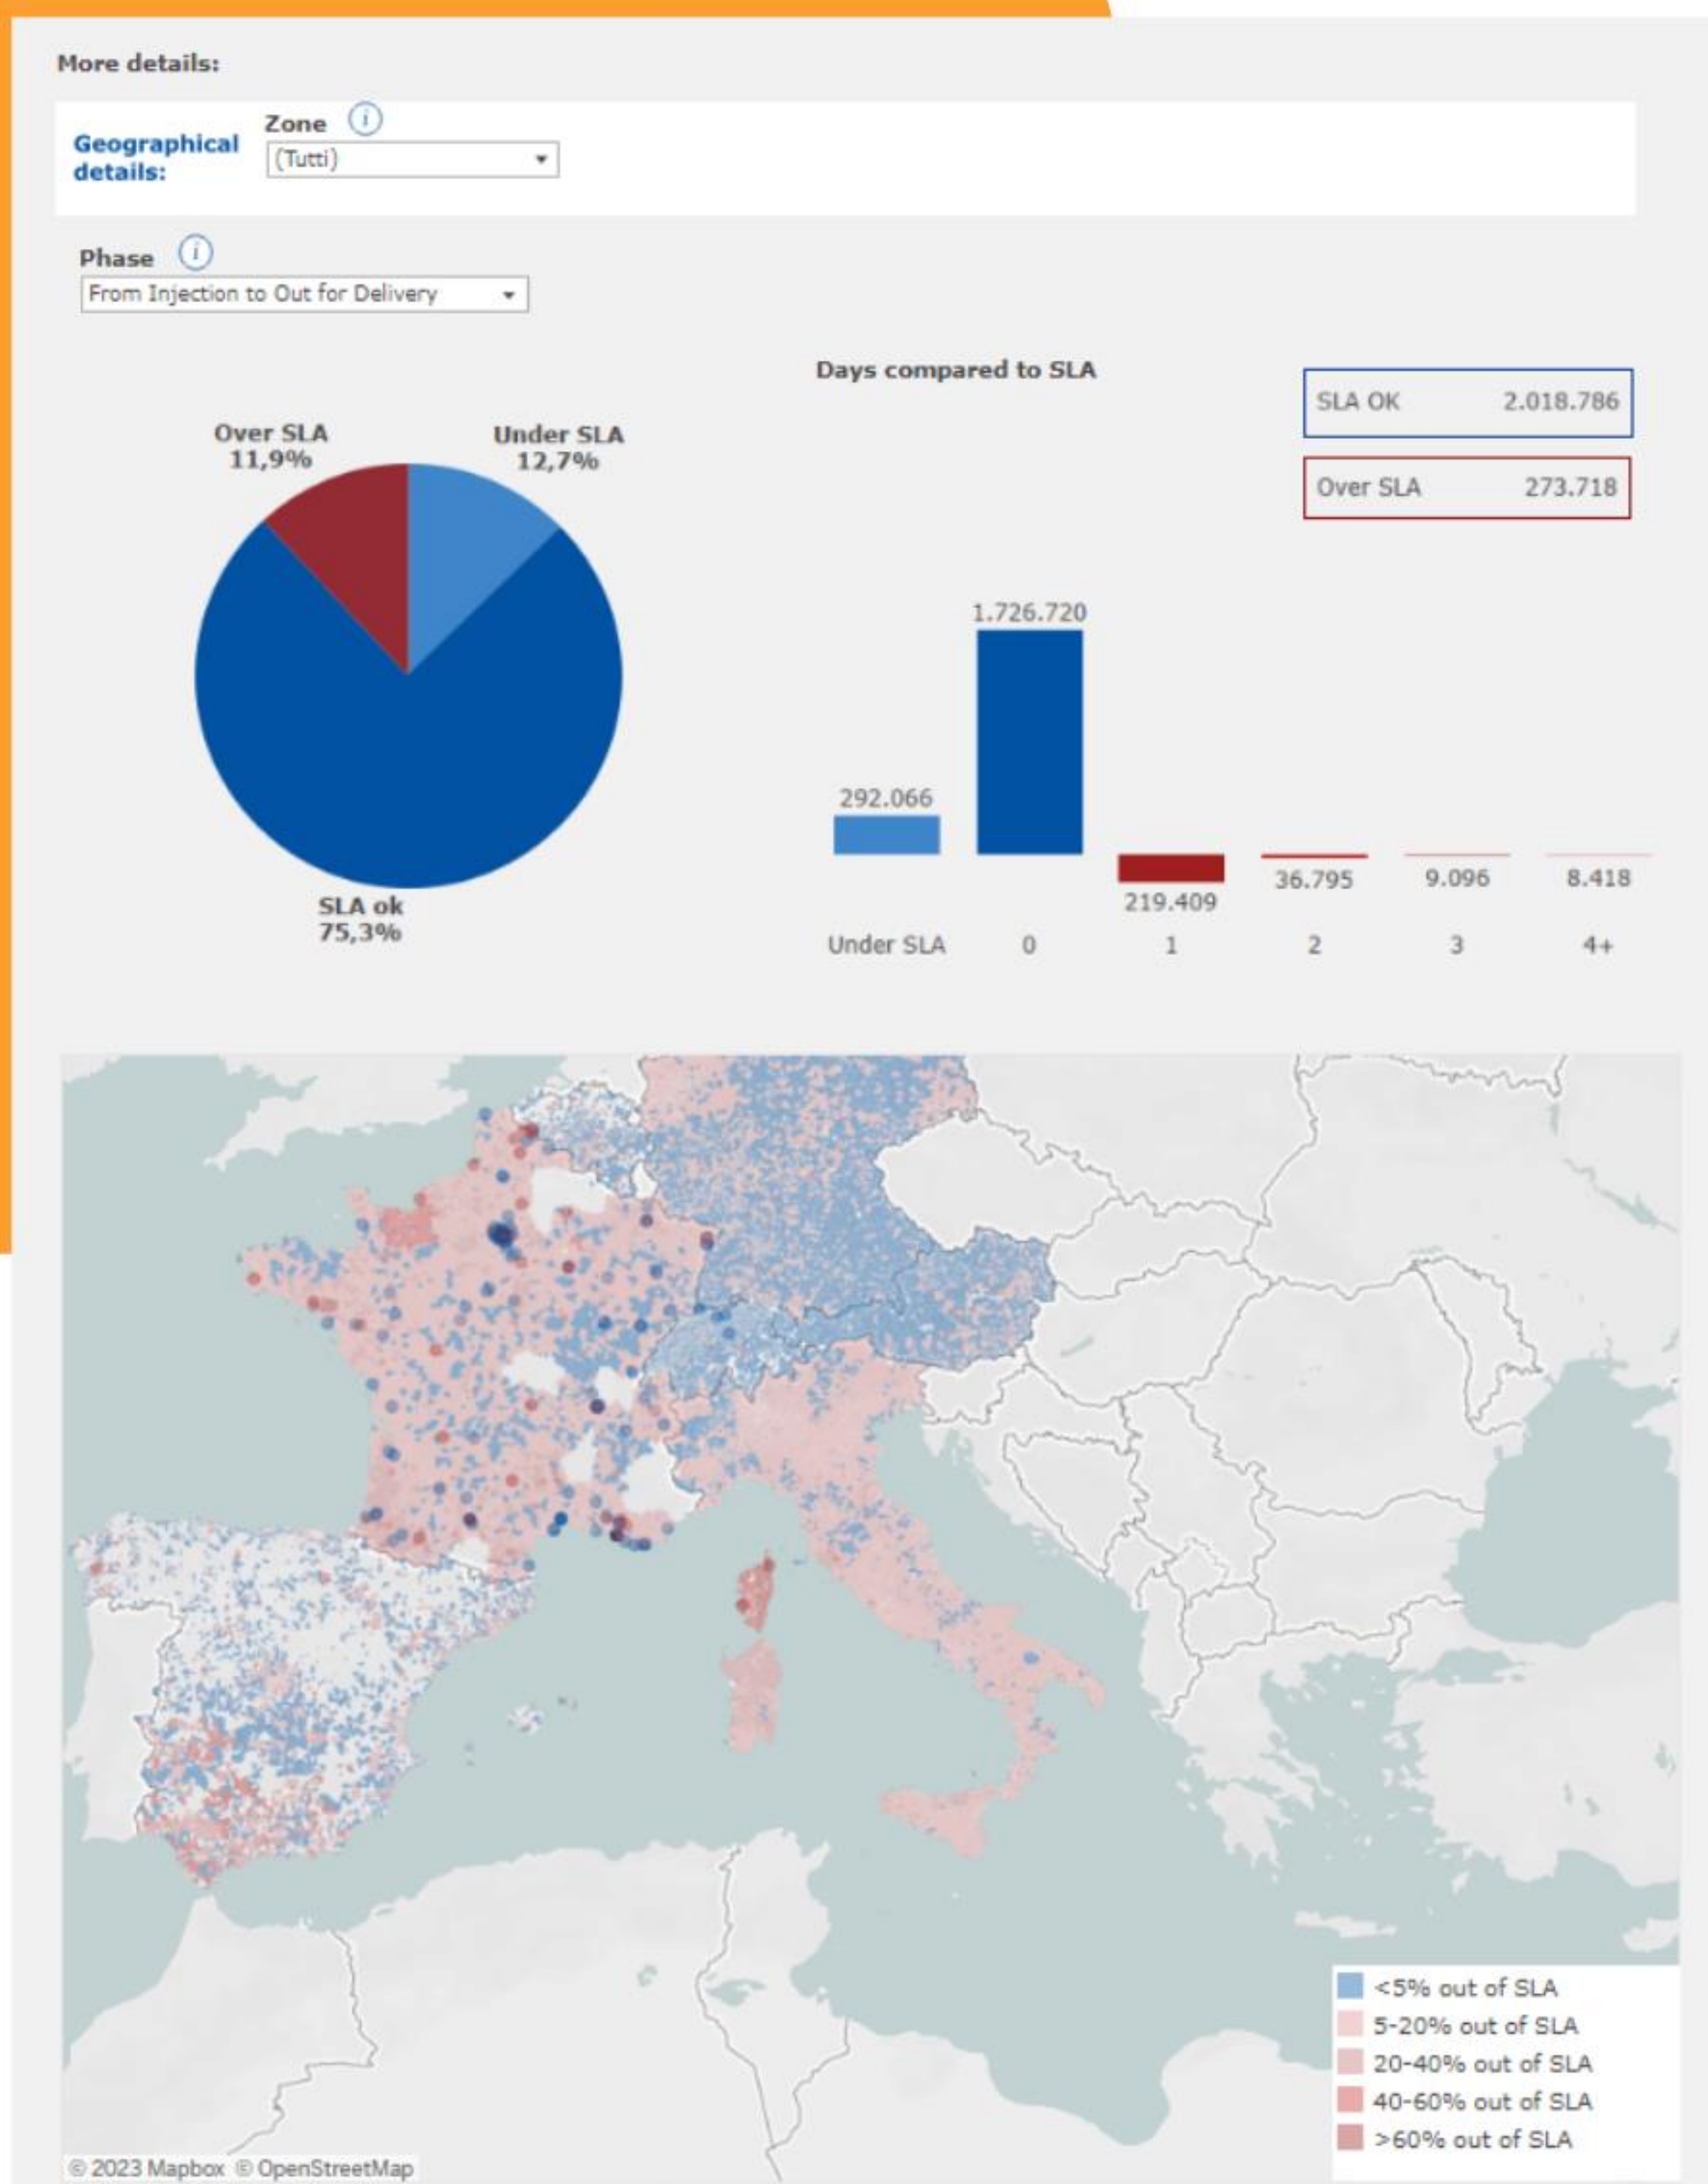 More details:
Geographical
details:
Zone i
(Tutti)
Phase i
From Injection to Out for Delivery
Days compared to SLA
SLA OK 2.018.786
Over SLA 273.718
Over SLA
11,9%
Under SLA
12,7%
SLA ok
75,3%
1.726.720
292.066
219.409
36.795
9.096
8.418
Under SLA 0 1 2 3 4+
<5% out of SLA
5-20% out of SLA
20-40% out of SLA
40-60% out of SLA
>60% out of SLA
© 2023 Mapbox © OpenStreetMap